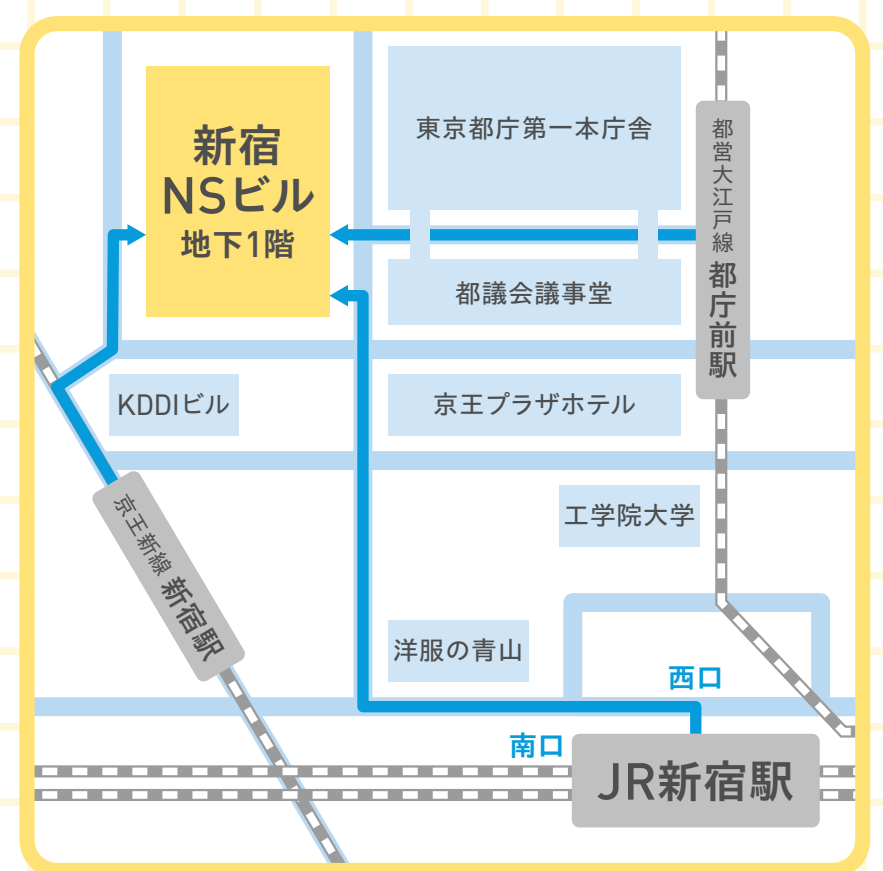 新宿
NSビル
地下1階
東京都庁第一本庁舎
都営大江戸線 都庁前駅
都議会議事堂
KDDIビル
京王プラザホテル
工学院大学
京王新線 新宿駅
洋服の青山
西口
南口
JR新宿駅